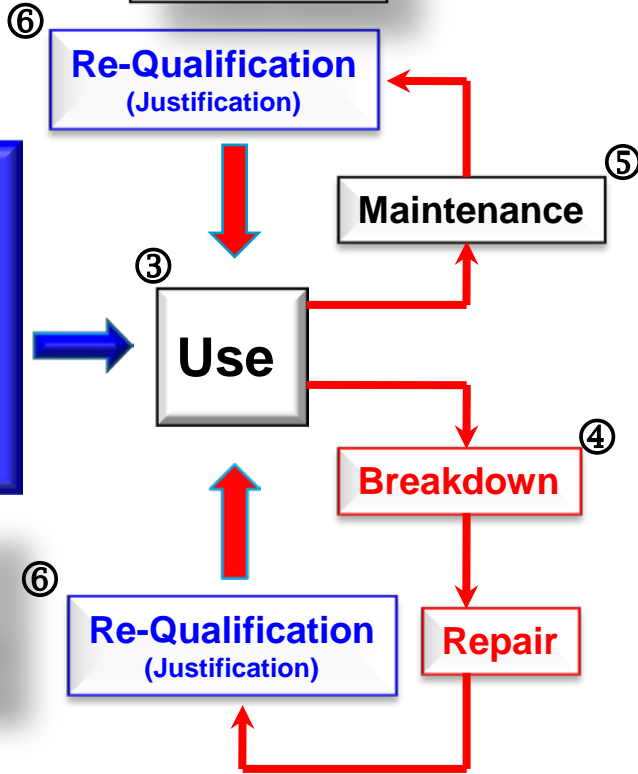 ⑥
Re-Qualification
(Justification)
⑤
Maintenance
③
Use
④
Breakdown
⑥
Re-Qualification
(Justification)
Repair